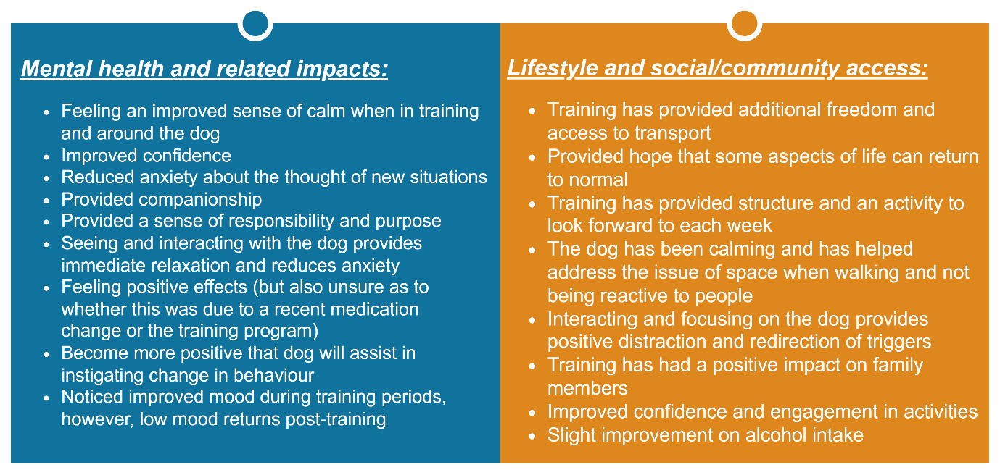 Mental health and related impacts:
• Feeling an improved sense of calm when in training
and around the dog
• Improved confidence
• Reduced anxiety about the thought of new situations
• Provided companionship
• Provided a sense of responsibility and purpose
• Seeing and interacting with the dog provides
immediate relaxation and reduces anxiety
• Feeling positive effects (but also unsure as to
whether this was due to a recent medication
change or the training program)
• Become more positive that dog will assist in
instigating change in behaviour
• Noticed improved mood during training periods,
however, low mood returns post-training
Lifestyle and social/community access:
• Training has provided additional freedom and
access to transport
• Provided hope that some aspects of life can return
to normal
• Training has provided structure and an activity to
look forward to each week
• The dog has been calming and has helped
address the issue of space when walking and not
being reactive to people
• Interacting and focusing on the dog provides
positive distraction and redirection of triggers
• Training has had a positive impact on family
members
• Improved confidence and engagement in activities
• Slight improvement on alcohol intake